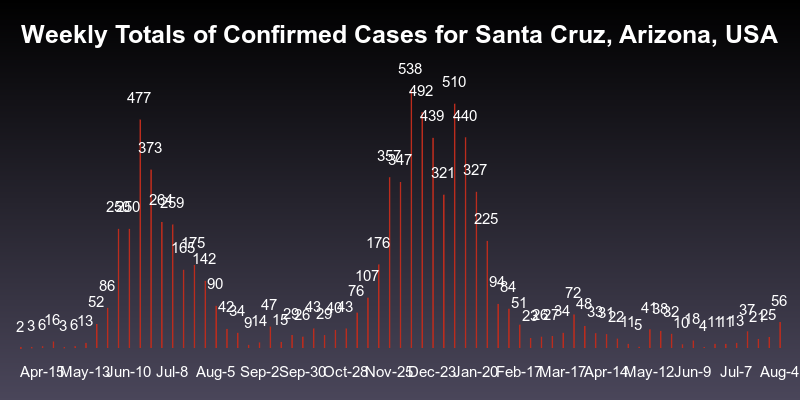 Weekly Totals of Confirmed Cases for Santa Cruz, Arizona, USA
2 3 6 16 3 6 13 52 86 250 250 477 373 264 259 165 175 142 90 42 34 9 14 47 15 29 26 43 29 40 43 76 107 176 357 347 538 492 439 321 510 440 327 225 94 84 51 23 26 27 34 72 48 33 31 22 11 5 41 38 32 10 18 4 11 11 13 37 21 25 56
Apr-15 May-13 Jun-10 Jul-8 Aug-5 Sep-2 Sep-30 Oct-28 Nov-25 Dec-23 Jan-20 Feb-17 Mar-17 Apr-14 May-12 Jun-9 Jul-7 Aug-4